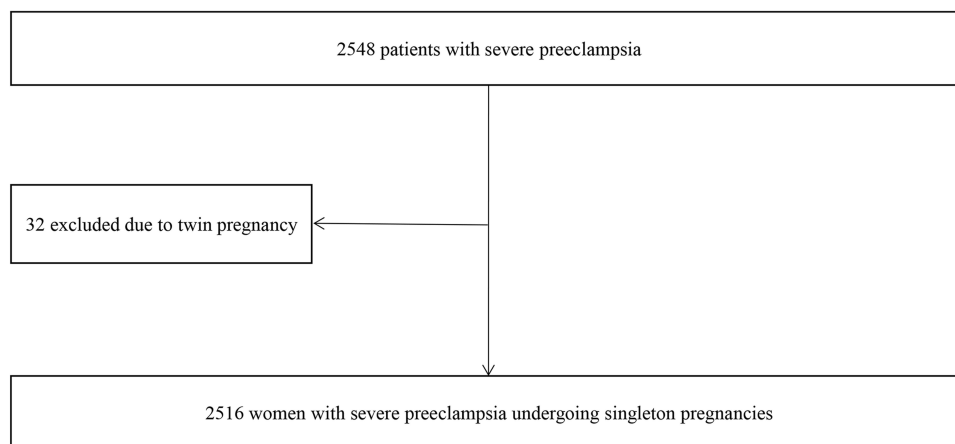 2548 patients with severe preeclampsia
32 excluded due to twin pregnancy
2516 women with severe preeclampsia undergoing singleton pregnancies